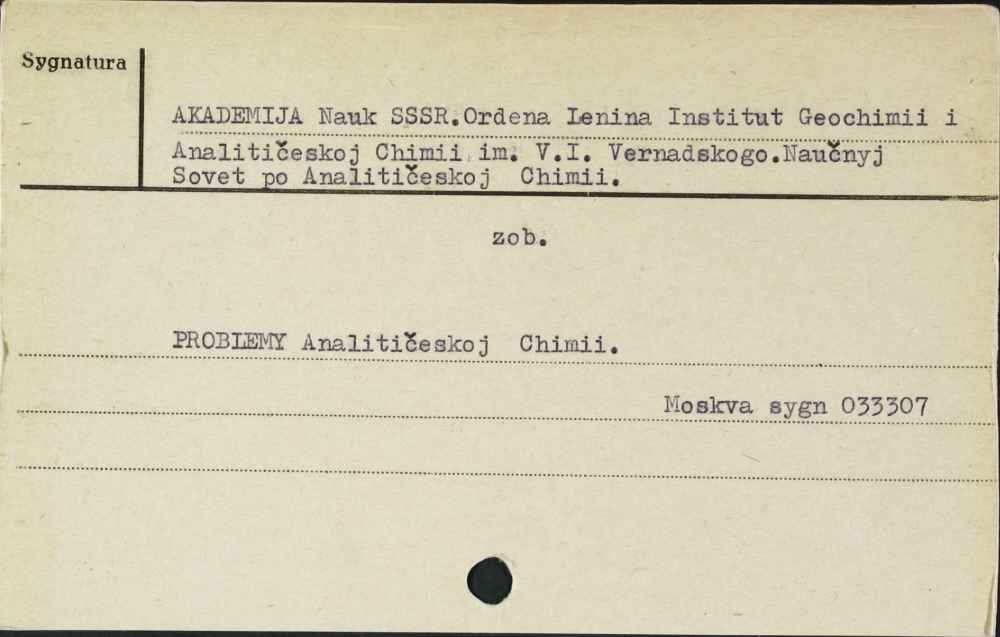 Sygnatura
AKADEMIJA Nauk SSSR.Ordena Lenina Institut Geochimii i
Analitičeskoj Chimii im. V.I. Vernadskogo.Naučnyj
Sovet po Analitičeskoj Chimii.
zob.
PROBLEMY Analitičeskoj Chimii.
Moskva sygn 033307